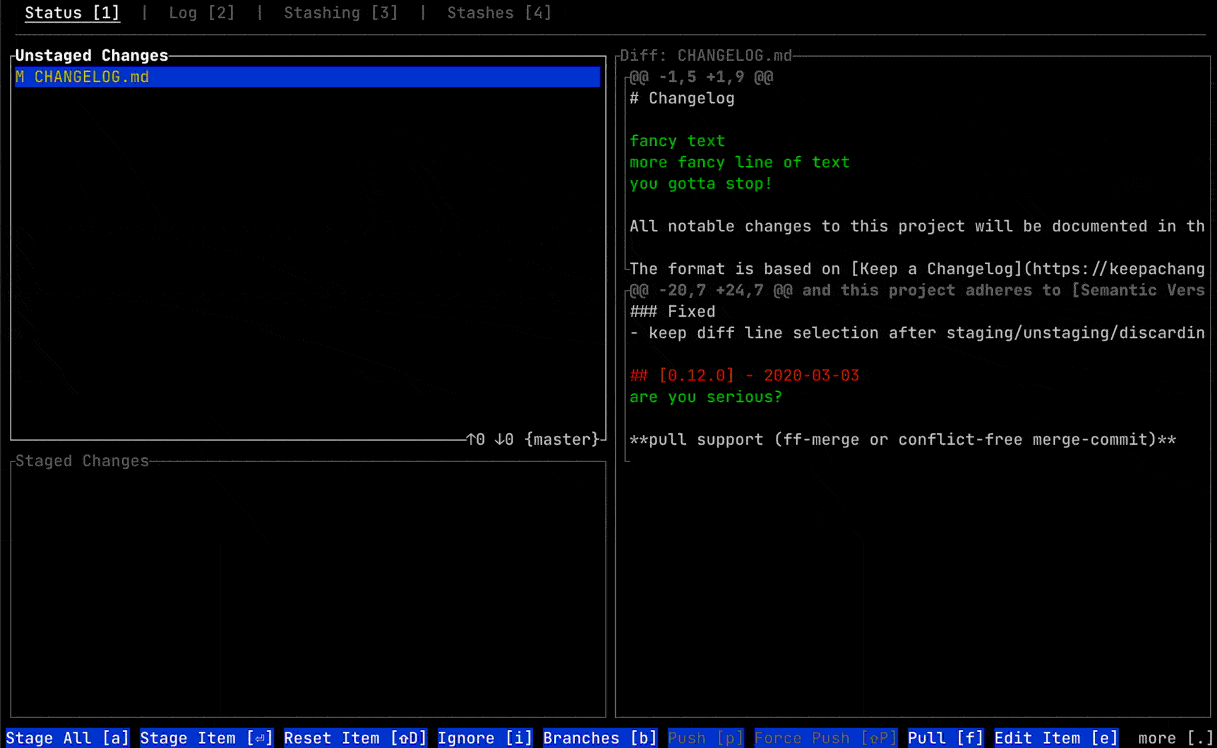 Status [1] | Log [2] | Stashing [3] | Stashes [4]
Unstaged Changes
M CHANGELOG.md
↑0 ↓0 {master}
Staged Changes
Diff: CHANGELOG.md
@@ -1,5 +1,9 @@
# Changelog
fancy text
more fancy line of text
you gotta stop!
All notable changes to this project will be documented in th
The format is based on [Keep a Changelog](https://keepachang
@@ -20,7 +24,7 @@ and this project adheres to [Semantic Vers
### Fixed
- keep diff line selection after staging/unstaging/discardin
## [0.12.0] - 2020-03-03
are you serious?
**pull support (ff-merge or conflict-free merge-commit)**
Stage All [a] Stage Item [⏎] Reset Item [⇧D] Ignore [i] Branches [b] Push [p] Force Push [⇧P] Pull [f] Edit Item [e] more [.]